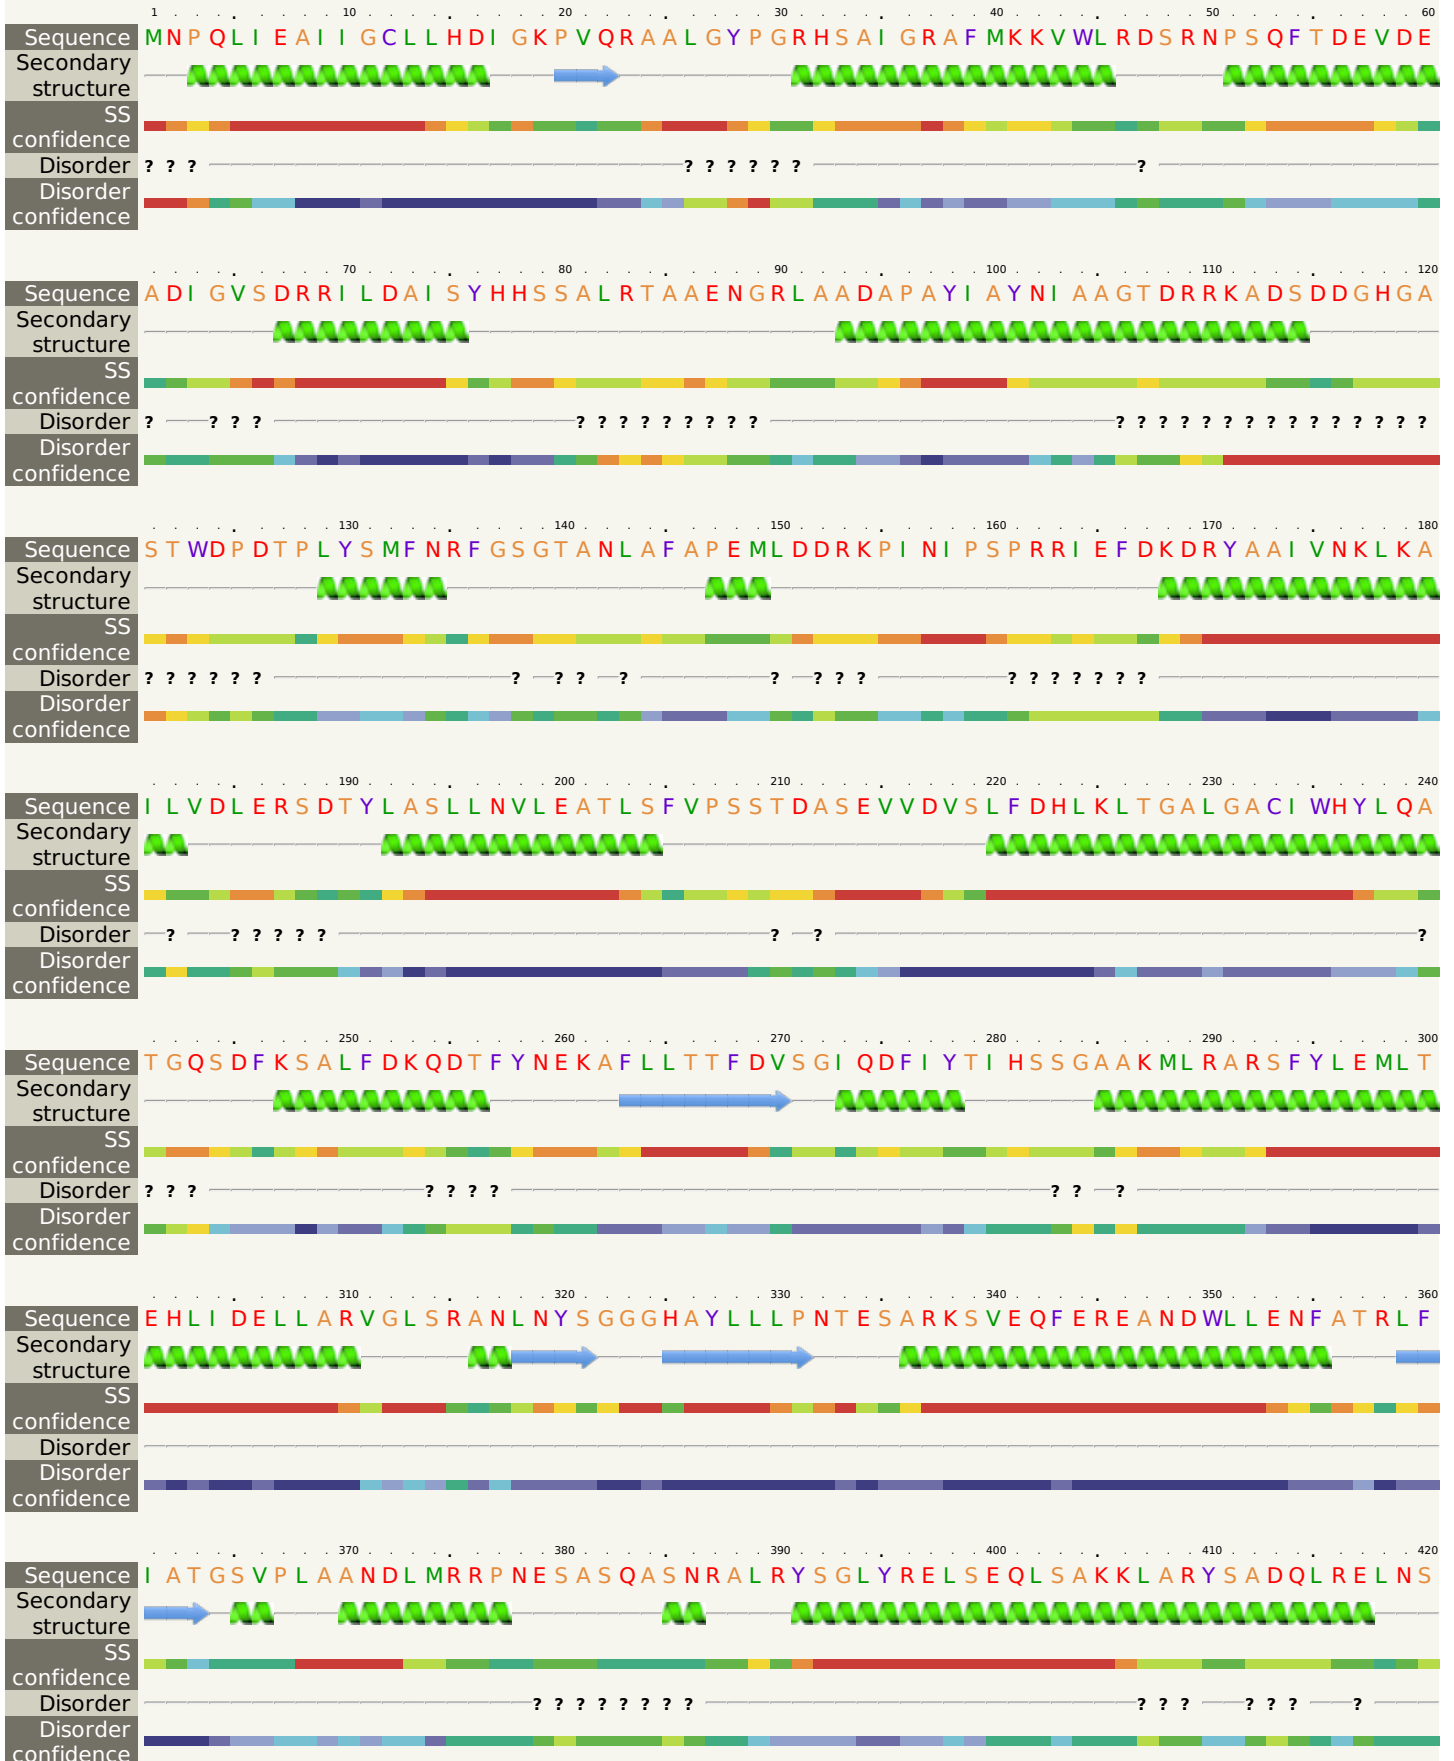 1 10 20 30 40 50 60
Sequence MNPQLIEAIIGCLLHDIGKPVQRAALGYPGRHSAIGRAFMKKVWLRDSRNPSQFTDEVDE
Secondary
structure
SS
confidence
Disorder ? ? ? ? ? ? ? ? ? ?
Disorder
confidence
70 80 90 100 110 120
Sequence ADIGVSDRRILDAISYHHSSALRTAAENGRLAADAPAYIAYNIAAGTDRRKADSDDGHGA
Secondary
structure
SS
confidence
Disorder ? ? ? ? ? ? ? ? ? ? ? ? ? ? ? ? ? ? ? ? ? ? ? ? ? ? ? ?
Disorder
confidence
130 140 150 160 170 180
Sequence STWDPDTPLYSMFNRFGSGTANLAFAPEMLDDRKPINIPSPRRIEFDKDRYAAIVNKLKA
Secondary
structure
SS
confidence
Disorder ? ? ? ? ? ? ? ? ? ? ? ? ? ? ? ? ? ? ? ? ?
Disorder
confidence
190 200 210 220 230 240
Sequence ILVDLERSDTYLASLLNVLEATLSFVPSSTDASEVVDVSLFDHLKLTGALGACIWHYLQA
Secondary
structure
SS
confidence
Disorder ? ? ? ? ? ? ? ? ?
Disorder
confidence
250 260 270 280 290 300
Sequence TGQSDFKSALFDKQDTFYNEKAFLLTTFDVSGIQDFIYTIHSSGAAKMLRARSFYLEMLT
Secondary
structure
SS
confidence
Disorder ? ? ? ? ? ? ? ? ? ?
Disorder
confidence
310 320 330 340 350 360
Sequence EHLIDELLARVGLSRANLNYSGGGHAYLLLPNTESARKSVEQFEREANDWLLENFATRLF
Secondary
structure
SS
confidence
Disorder
Disorder
confidence
370 380 390 400 410 420
Sequence IATGSVPLAANDLMRRPNESASQASNRALRYSGLYRELSEQLSAKKLARYSADQLRELNS
Secondary
structure
SS
confidence
Disorder ? ? ? ? ? ? ? ? ? ? ? ? ? ? ?
Disorder
confidence